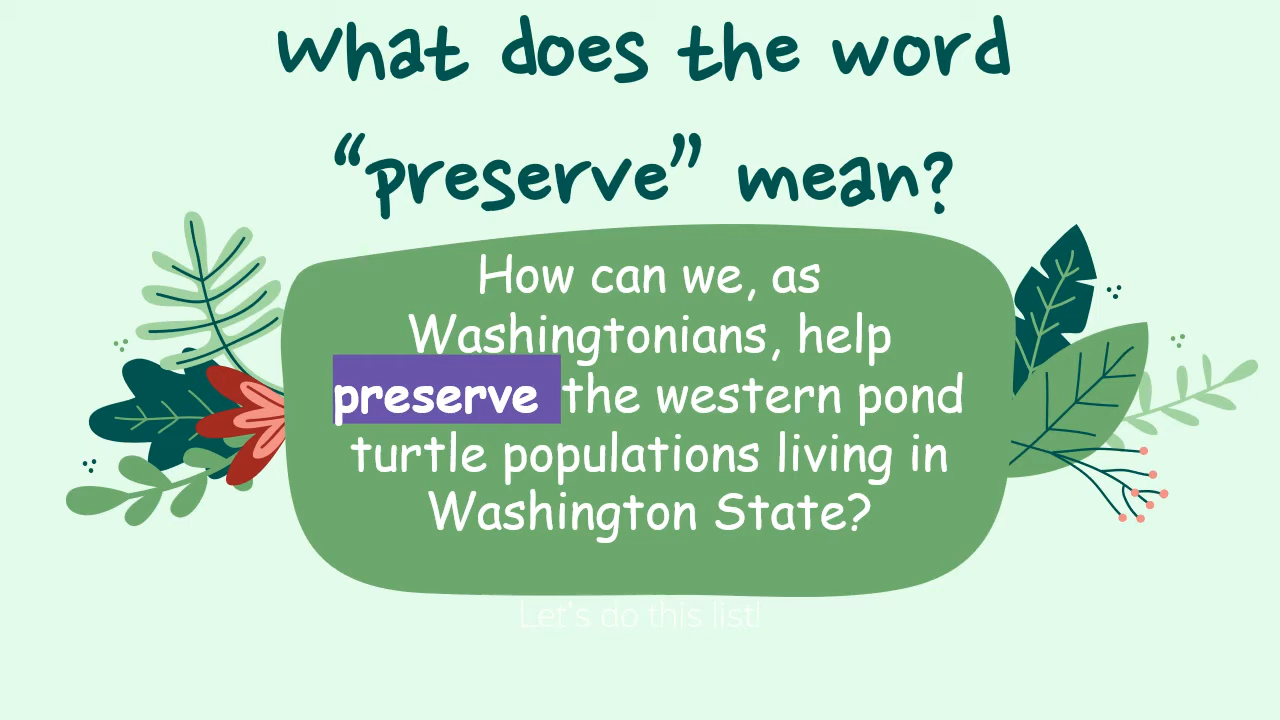 What does the word
“preserve” mean?
How can we, as
Washingtonians, help
preserve the western pond
turtle populations living in
Washington State?
Let's do this list!